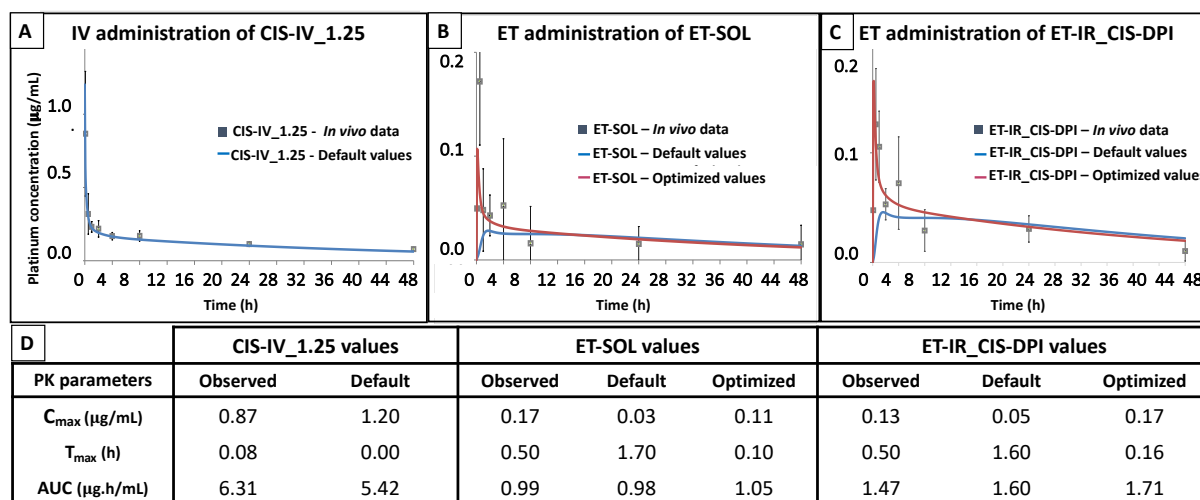 A
IV administration of CIS-IV_1.25
Platinum concentration (µg/mL)
1.0
0.5
0.0
CIS-IV_1.25 - In vivo data
CIS-IV_1.25 - Default values
0 4 8 12 16 20 24 28 32 36 40 44 48
Time (h)
B
ET administration of ET-SOL
0.2
0.1
0.0
ET-SOL – In vivo data
ET-SOL – Default values
ET-SOL – Optimized values
0 4 8 12 16 20 24 28 32 36 40 44 48
Time (h)
C
ET administration of ET-IR_CIS-DPI
0.2
0.1
0
ET-IR_CIS-DPI – In vivo data
ET-IR_CIS-DPI – Default values
ET-IR_CIS-DPI – Optimized values
0 4 8 12 16 20 24 28 32 36 40 44 48
Time (h)
D
CIS-IV_1.25 values ET-SOL values ET-IR_CIS-DPI values
PK parameters Observed Default Observed Default Optimized Observed Default Optimized
Cmax (µg/mL) 0.87 1.20 0.17 0.03 0.11 0.13 0.05 0.17
Tmax (h) 0.08 0.00 0.50 1.70 0.10 0.50 1.60 0.16
AUC (µg.h/mL) 6.31 5.42 0.99 0.98 1.05 1.47 1.60 1.71